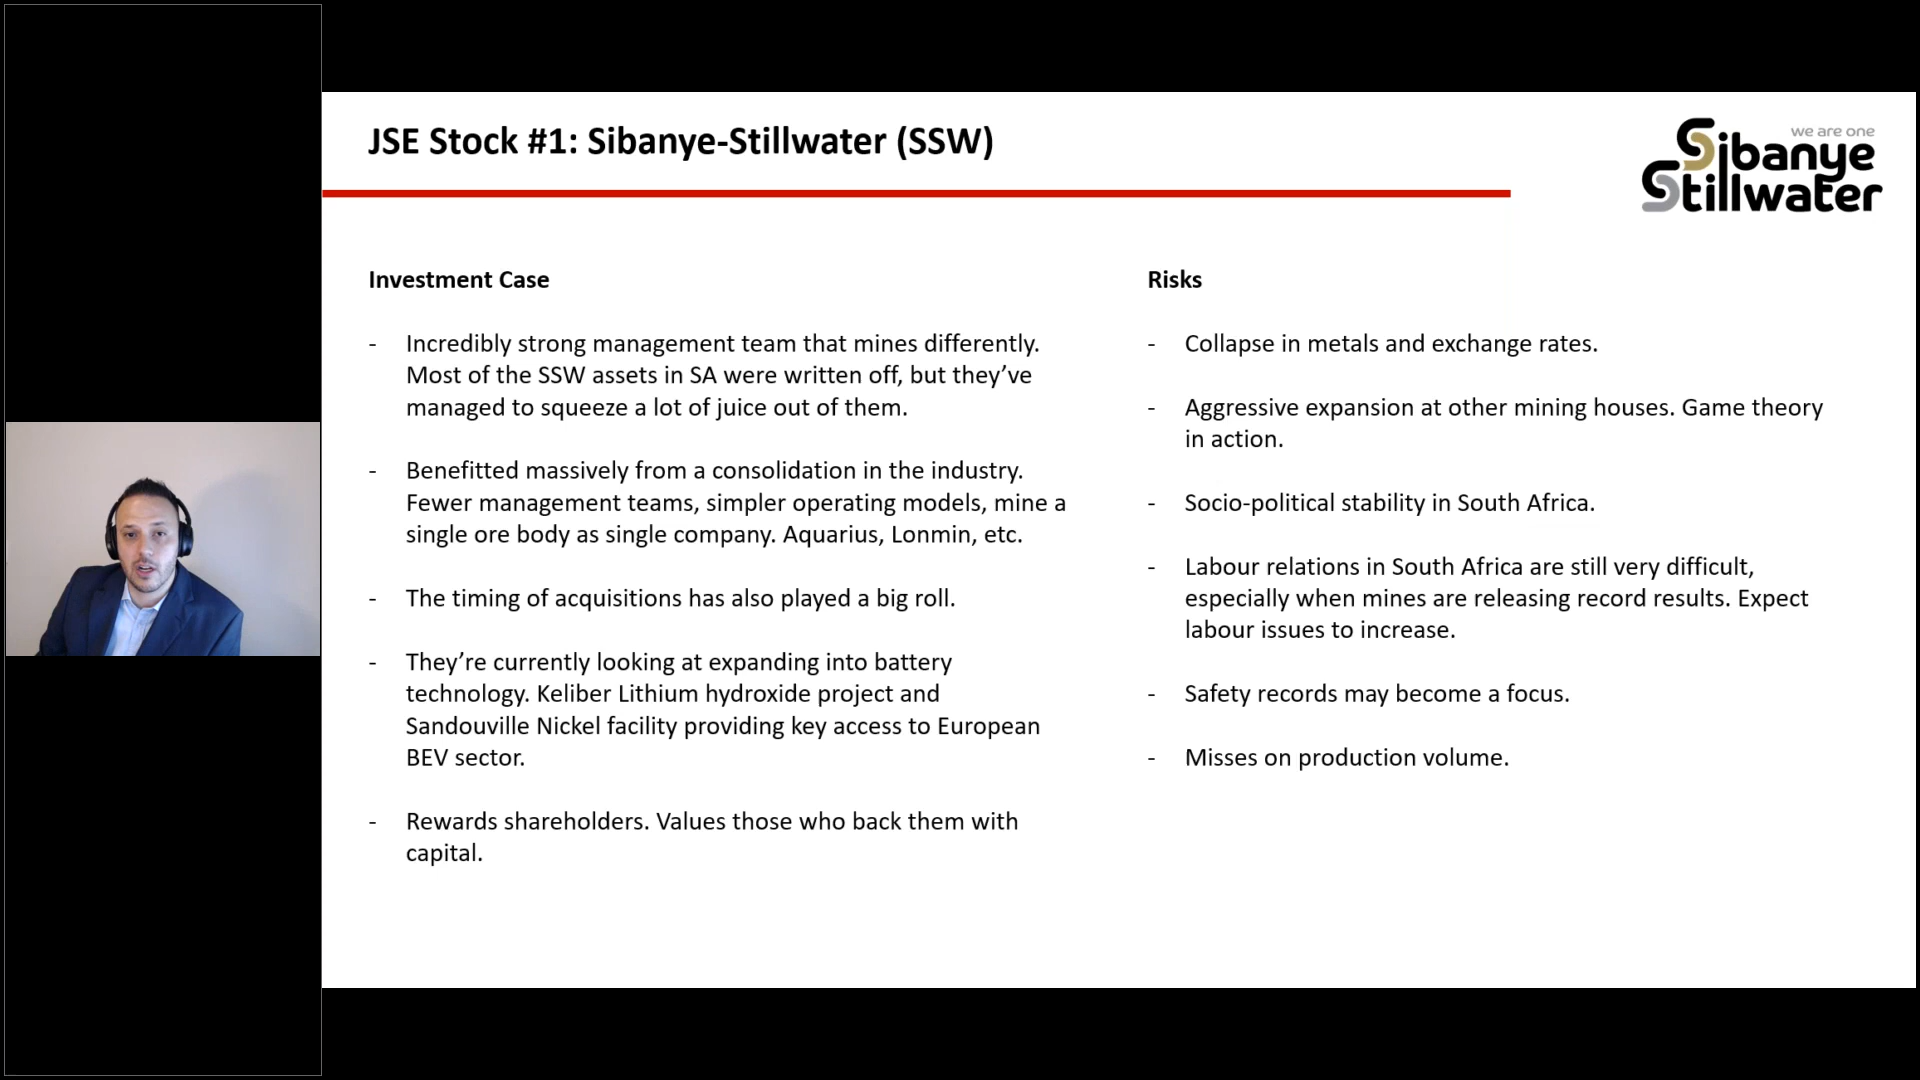 JSE Stock #1: Sibanye-Stillwater (SSW)
we are one
Sibanye
Stillwater
Investment Case
- Incredibly strong management team that mines differently.
Most of the SSW assets in SA were written off, but they’ve
managed to squeeze a lot of juice out of them.
- Benefitted massively from a consolidation in the industry.
Fewer management teams, simpler operating models, mine a
single ore body as single company. Aquarius, Lonmin, etc.
- The timing of acquisitions has also played a big roll.
- They’re currently looking at expanding into battery
technology. Keliber Lithium hydroxide project and
Sandouville Nickel facility providing key access to European
BEV sector.
- Rewards shareholders. Values those who back them with
capital.
Risks
- Collapse in metals and exchange rates.
- Aggressive expansion at other mining houses. Game theory
in action.
- Socio-political stability in South Africa.
- Labour relations in South Africa are still very difficult,
especially when mines are releasing record results. Expect
labour issues to increase.
- Safety records may become a focus.
- Misses on production volume.